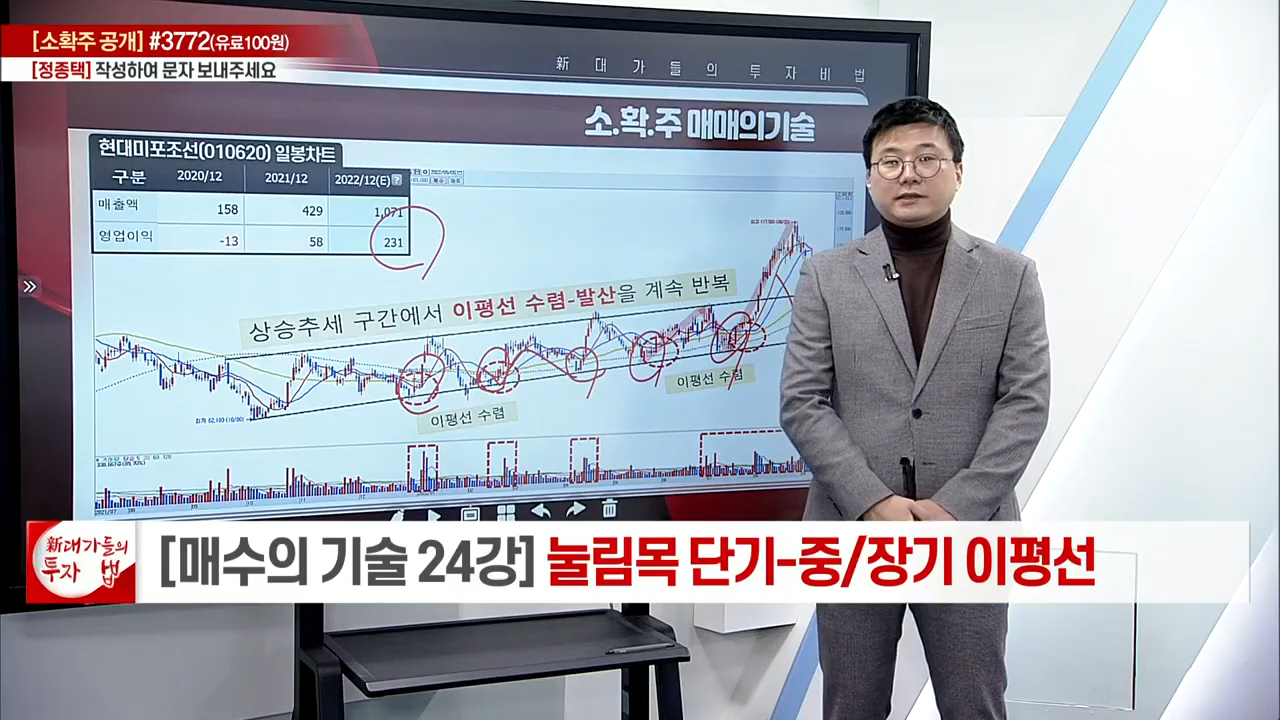 [소확주 공개] #3772(유료100원)
[정종택] 작성하여 문자 보내주세요
新 대가들의 투자비법
소.확.주 매매의기술
현대미포조선(010620) 일봉차트
구분 2020/12 2021/12 2022/12(E)
매출액 158 429 1,071
영업이익 -13 58 231
상승추세 구간에서 이평선 수렴-발산을 계속 반복
이평선 수렴
이평선 수렴
新대가들의
투자 비법
[매수의 기술 24강] 눌림목 단기-중/장기 이평선